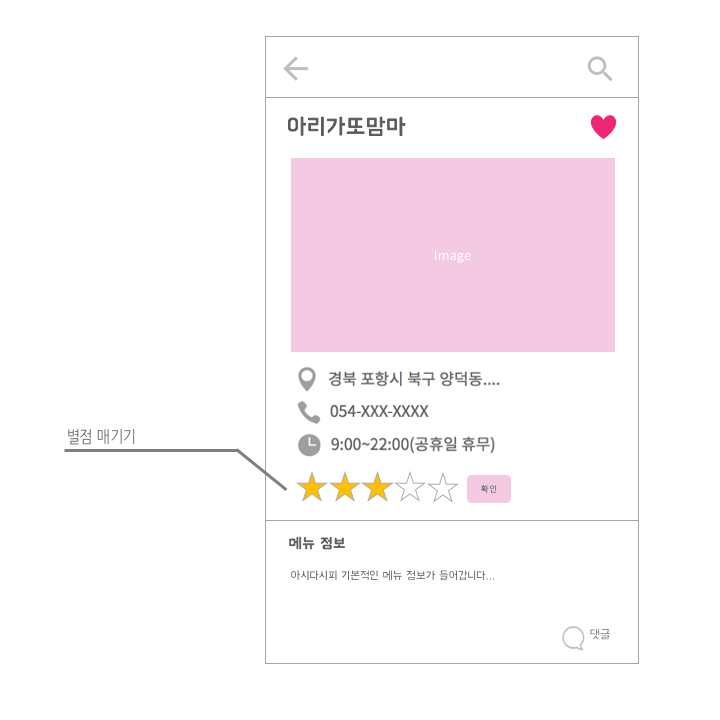 아리가또맘마
Image
경북 포항시 북구 양덕동....
054-XXX-XXXX
9:00~22:00(공휴일 휴무)
별점 매기기
확인
메뉴 정보
아시다시피 기본적인 메뉴 정보가 들어갑니다...
댓글